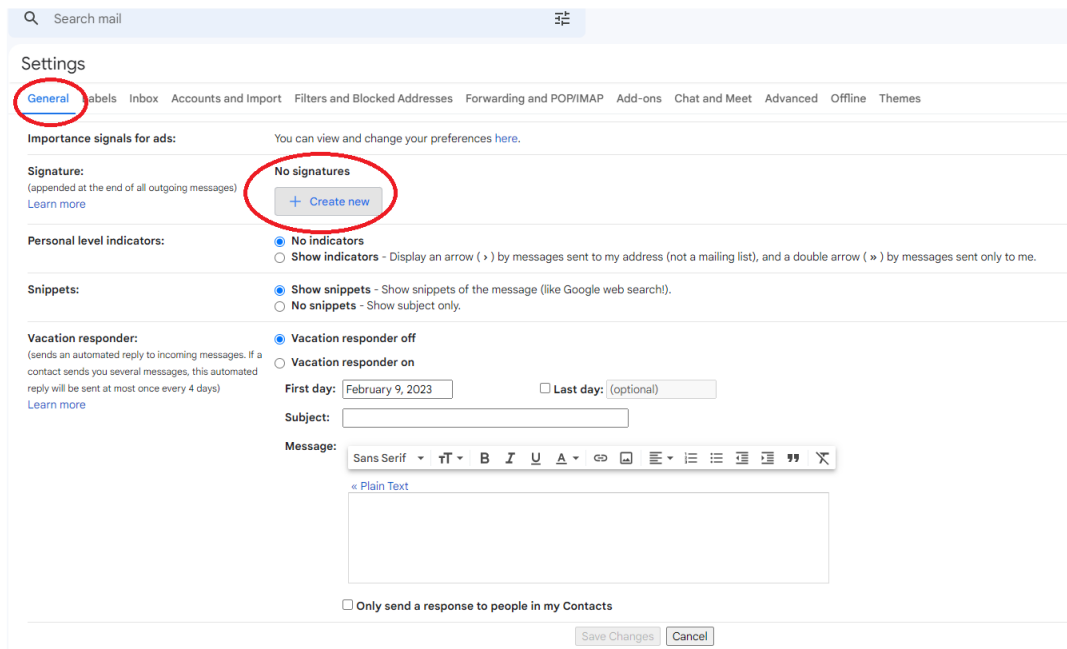 Search mail
Settings
General Labels Inbox Accounts and Import Filters and Blocked Addresses Forwarding and POP/IMAP Add-ons Chat and Meet Advanced Offline Themes
Importance signals for ads: You can view and change your preferences here.
Signature: No signatures
(appended at the end of all outgoing messages)
Learn more + Create new
Personal level indicators: No indicators
Show indicators - Display an arrow ( › ) by messages sent to my address (not a mailing list), and a double arrow ( » ) by messages sent only to me.
Snippets: Show snippets - Show snippets of the message (like Google web search!).
No snippets - Show subject only.
Vacation responder: Vacation responder off
(sends an automated reply to incoming messages. If a
contact sends you several messages, this automated Vacation responder on
reply will be sent at most once every 4 days) First day: February 9, 2023 Last day: (optional)
Learn more
Subject:
Message:
Sans Serif
« Plain Text
Only send a response to people in my Contacts
Save Changes Cancel